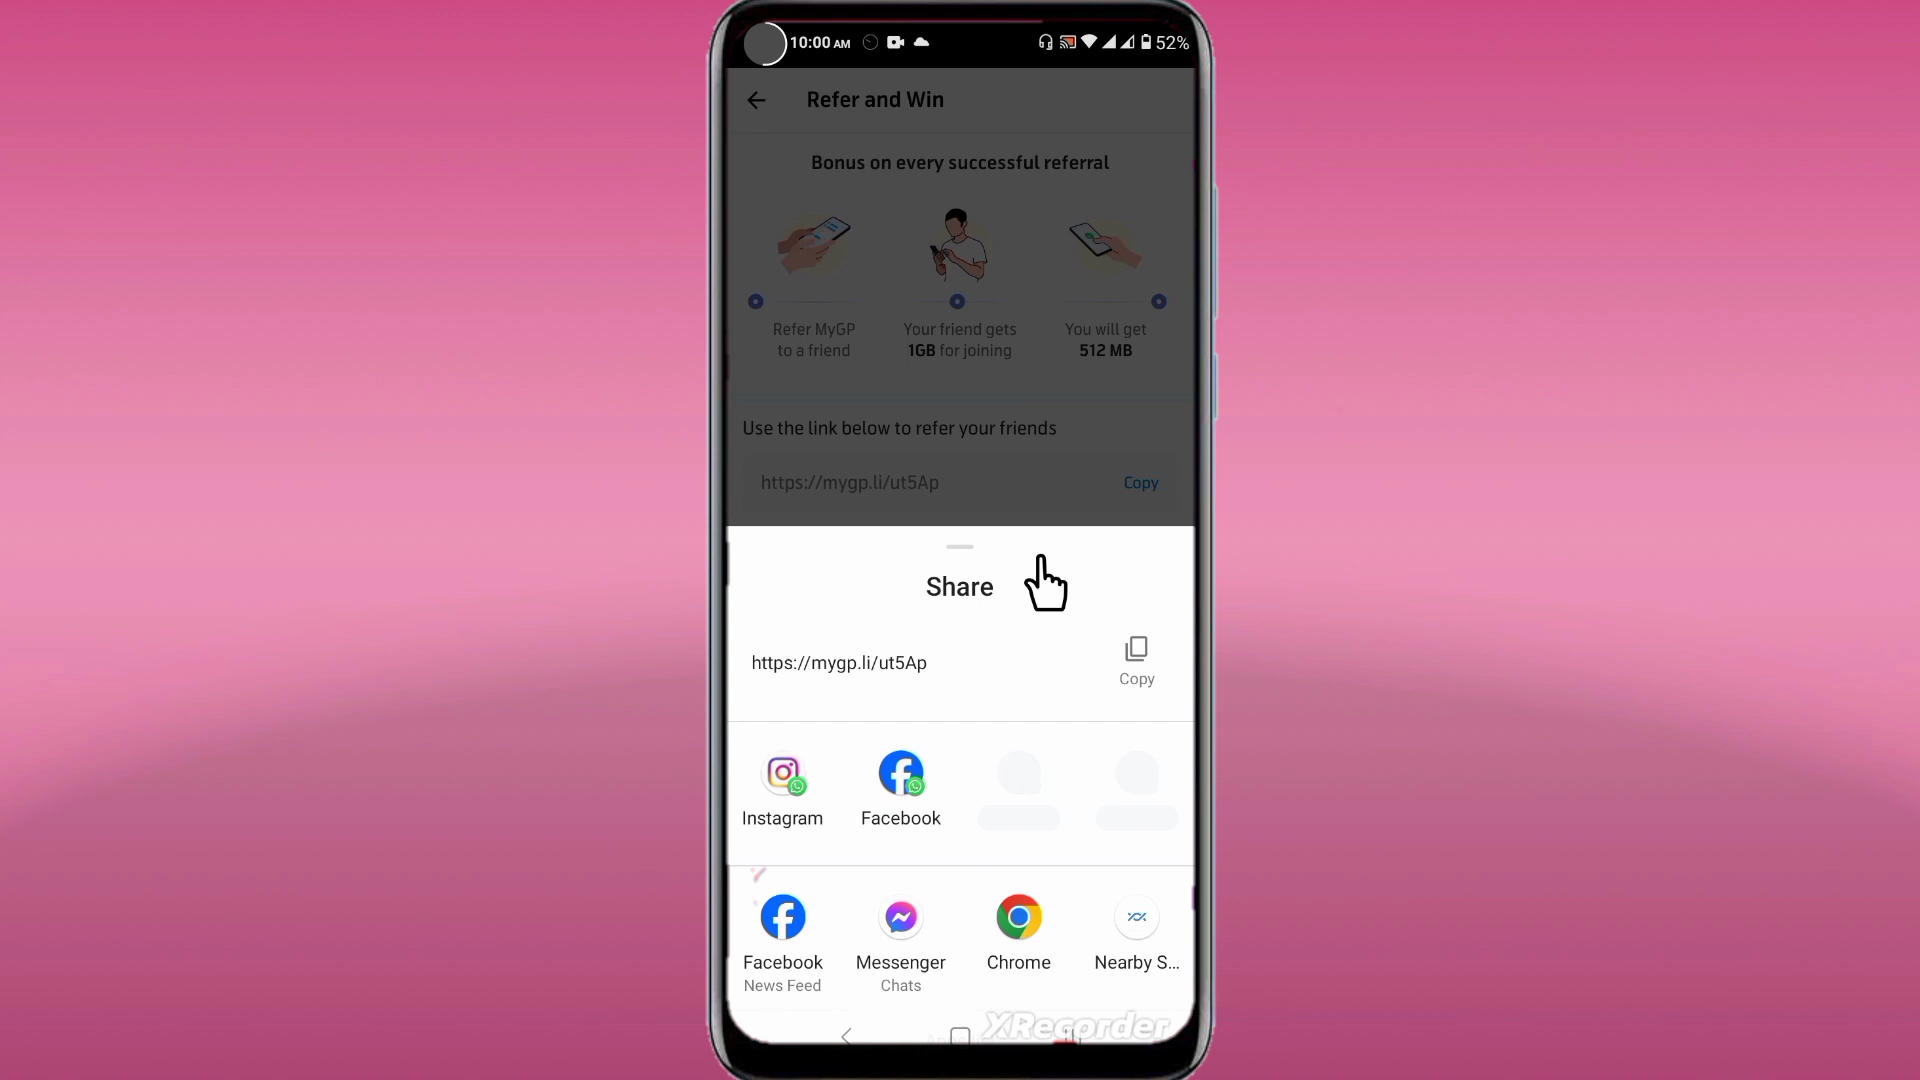 10:00 AM
52%
Refer and Win
Bonus on every successful referral
Refer MyGP
to a friend
Your friend gets
1GB for joining
You will get
512 MB
Use the link below to refer your friends
https://mygp.li/ut5Ap
Copy
Share
https://mygp.li/ut5Ap
Copy
Instagram
Facebook
Facebook
News Feed
Messenger
Chats
Chrome
Nearby S...
XRecorder